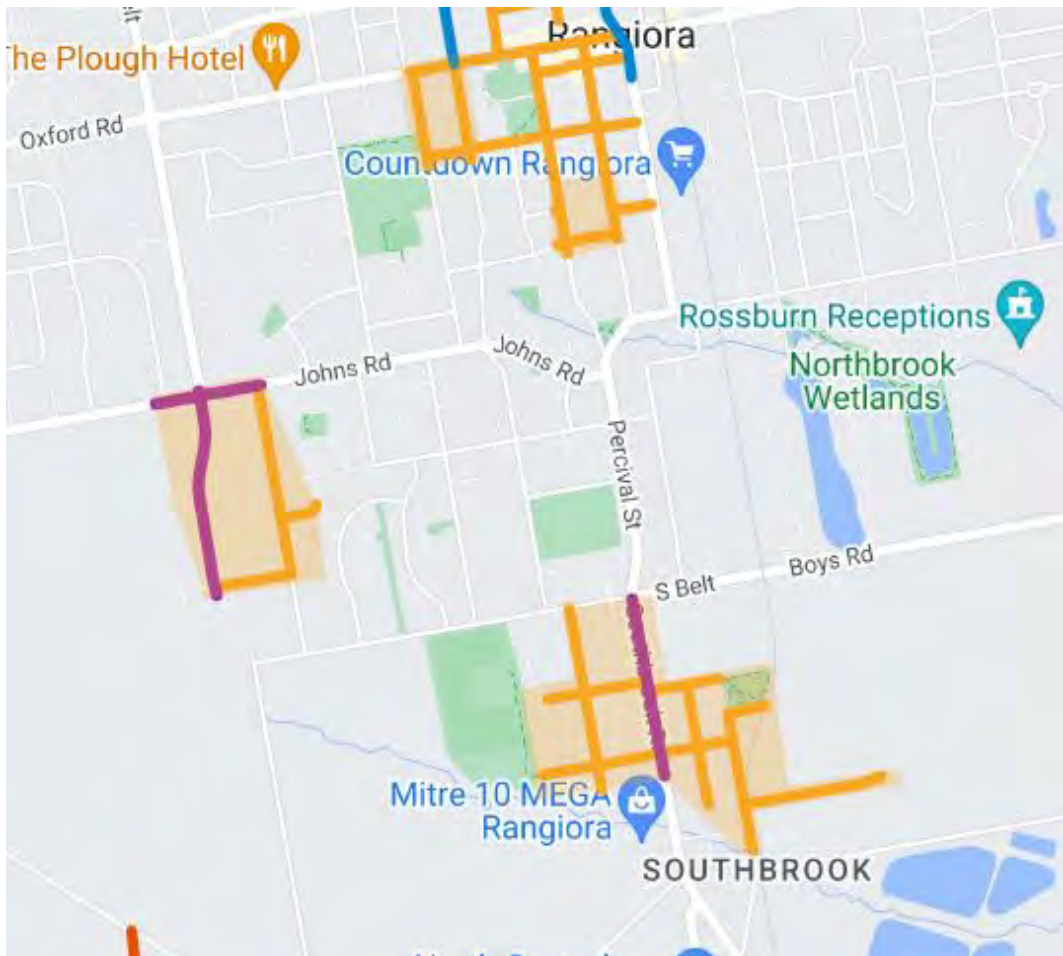 Rangiora
The Plough Hotel
Oxford Rd
Countdown Rangiora
Rossburn Receptions
Northbrook
Wetlands
Johns Rd
Johns Rd
Percival St
Boys Rd
S Belt
Mitre 10 MEGA
Rangiora
SOUTHBROOK